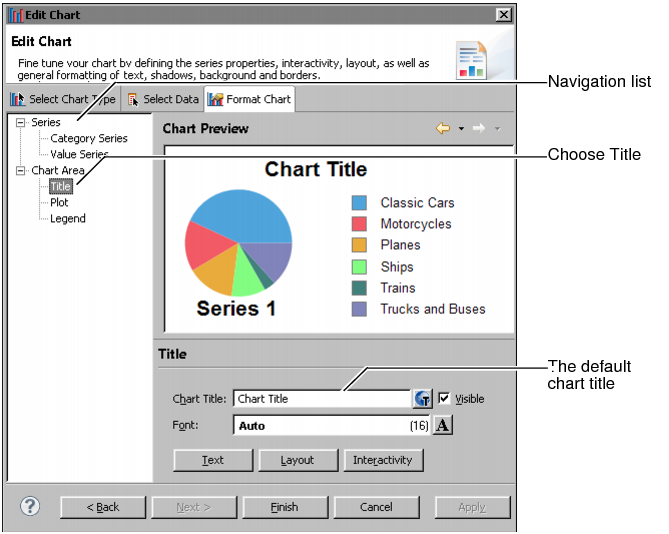 Edit Chart
Edit Chart
Fine tune your chart by defining the series properties, interactivity, layout, as well as
general formatting of text, shadows, background and borders.
Navigation list
Select Chart Type
Select Data
Format Chart
Series
Category Series
Value Series
Chart Area
Title
Plot
Legend
Choose Title
Chart Preview
Chart Title
Classic Cars
Motorcycles
Planes
Ships
Trains
Trucks and Buses
Series 1
Title
The default
chart title
Chart Title: Chart Title
Visible
Font: Auto (16) A
Text Layout Interactivity
? < Back Next > Finish Cancel Apply